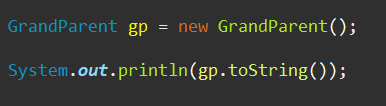 GrandParent gp = new GrandParent();
System.out.println(gp.toString());